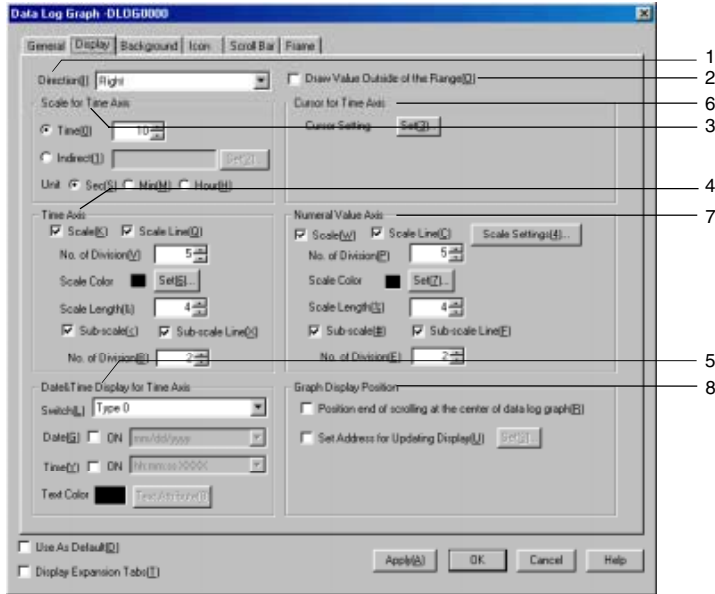 Data Log Graph -DLOG0000
General Display Background Icon Scroll Bar Frame
Direction(I) Right
Draw Value Outside of the Range(O)
1
2
Scale for Time Axis
Time(0) 10
Indirect(1) Set(2)...
Unit Sec(S) Min(M) Hour(H)
Cursor for Time Axis
Cursor Setting Set(3)...
6
3
4
Time Axis
Scale(K) Scale Line(Q)
No. of Division(V) 5
Scale Color Set(6)...
Scale Length(&) 4
Sub-scale(<) Sub-scale Line(X)
No. of Division(B) 2
Numeral Value Axis
7
Scale(W) Scale Line(C) Scale Settings(4)...
No. of Division(P) 5
Scale Color Set(7)...
Scale Length(%) 4
Sub-scale(#) Sub-scale Line(F)
No. of Division(E) 2
5
Date&Time Display for Time Axis
Switch(L) Type 0
Date(G) ON mm/dd/yyyy
Time(Y) ON hh:mm:ss XXXX
Text Color Text Attribute(8)
Graph Display Position
8
Position end of scrolling at the center of data log graph(R)
Set Address for Updating Display(U)
Use As Default(D)
Display Expansion Tabs(T)
Apply(A) OK Cancel Help